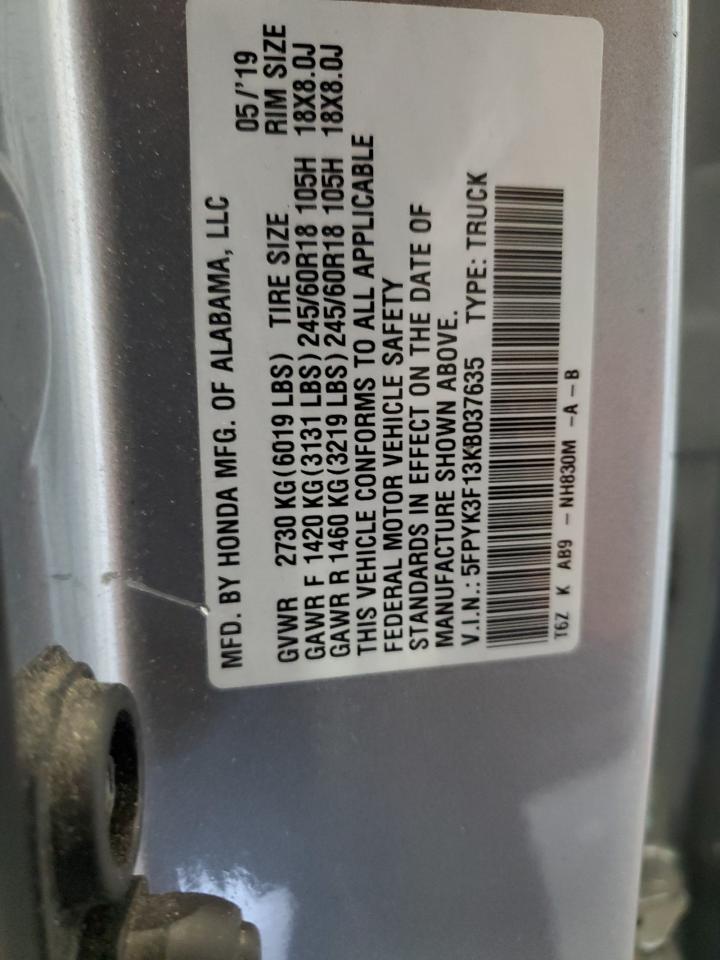 MFD. BY HONDA MFG. OF ALABAMA, LLC 05/'19
GVWR 2730 KG(6019 LBS) TIRE SIZE RIM SIZE
GAWR F 1420 KG(3131 LBS) 245/60R18 105H 18X8.0J
GAWR R 1460 KG(3219 LBS) 245/60R18 105H 18X8.0J
THIS VEHICLE CONFORMS TO ALL APPLICABLE
FEDERAL MOTOR VEHICLE SAFETY
STANDARDS IN EFFECT ON THE DATE OF
MANUFACTURE SHOWN ABOVE.
V.I.N.: 5FPYK3F13KB037635 TYPE: TRUCK
T6Z K AB9 - NH830M -A-B